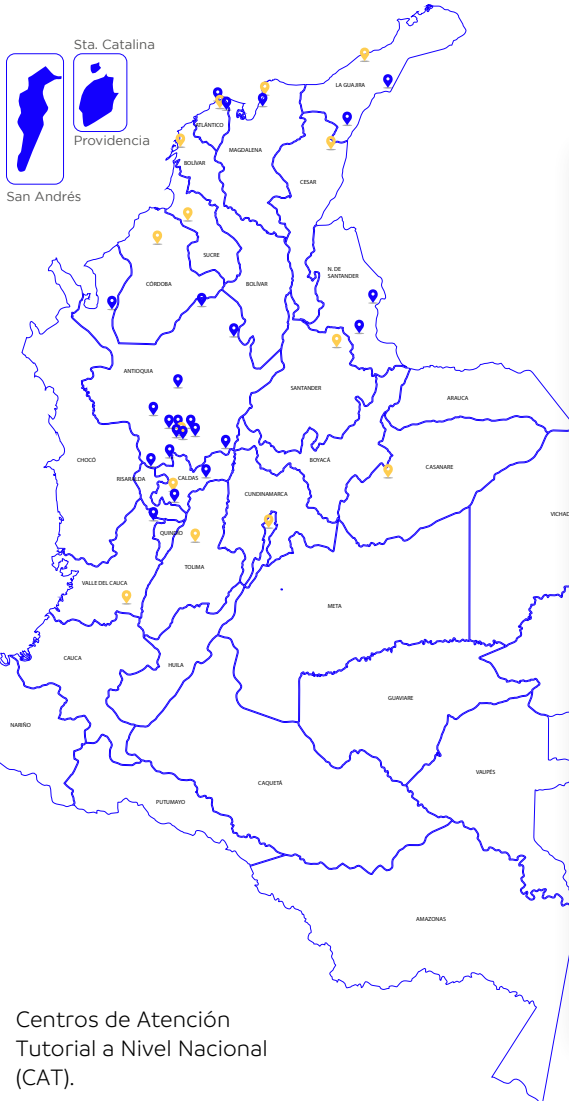 Sta. Catalina
Providencia
San Andrés
LA GUAJIRA
ATLÁNTICO
MAGDALENA
BOLÍVAR
CESAR
SUCRE
N. DE
SANTANDER
CÓRDOBA
BOLÍVAR
ANTIOQUIA
SANTANDER
ARAUCA
CHOCÓ
BOYACÁ
CASANARE
RISARALDA
CALDAS
CUNDINAMARCA
VICHAD
QUINDÍO
TOLIMA
VALLE DEL CAUCA
META
CAUCA
HUILA
GUAVIARE
NARIÑO
VAUPÉS
CAQUETÁ
PUTUMAYO
AMAZONAS
Centros de Atención
Tutorial a Nivel Nacional
(CAT).